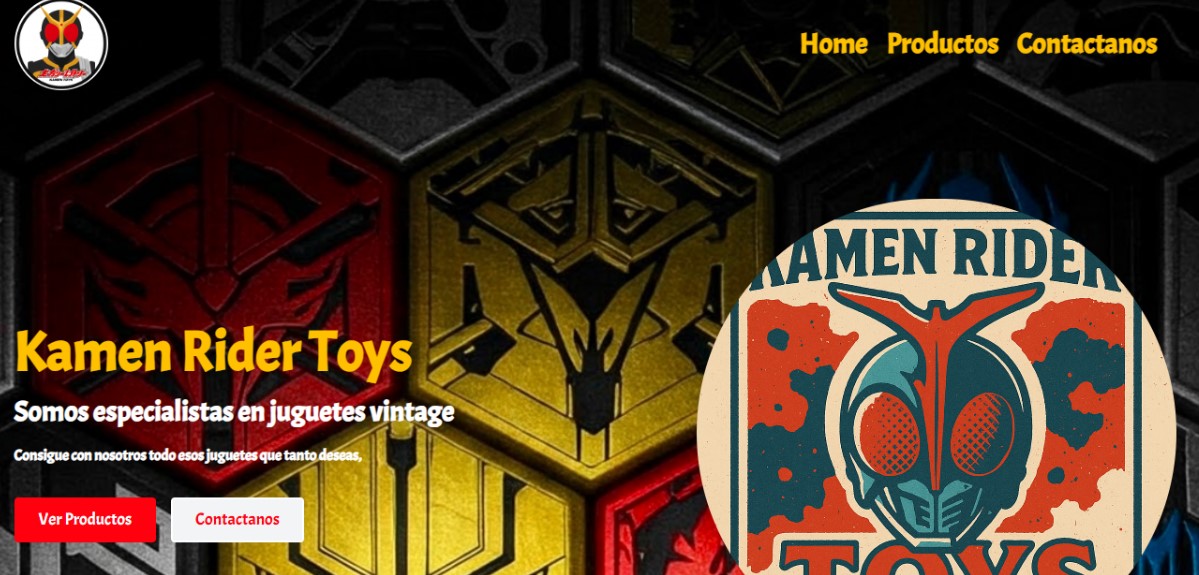 Home Productos Contactanos
KAMEN RIDER
Kamen Rider Toys
Somos especialistas en juguetes vintage
Consigue con nosotros todo esos juguetes que tanto deseas,
Ver Productos Contactanos
TOYS